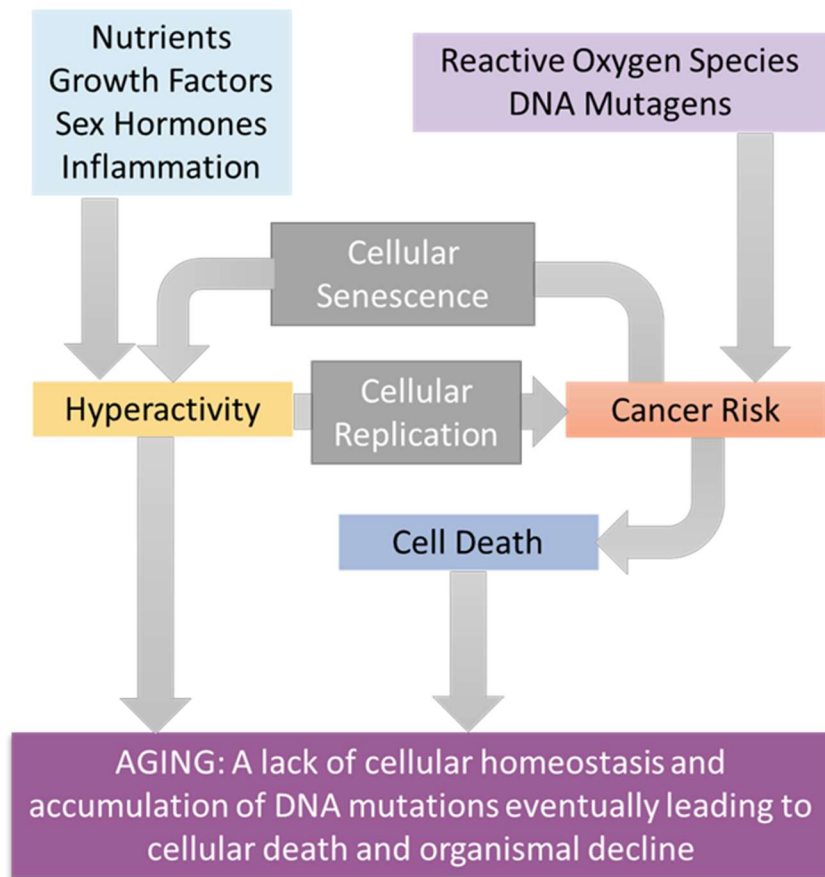 Nutrients
Growth Factors
Sex Hormones
Inflammation
Reactive Oxygen Species
DNA Mutagens
Cellular
Senescence
Hyperactivity
Cellular
Replication
Cancer Risk
Cell Death
AGING: A lack of cellular homeostasis and
accumulation of DNA mutations eventually leading to
cellular death and organismal decline